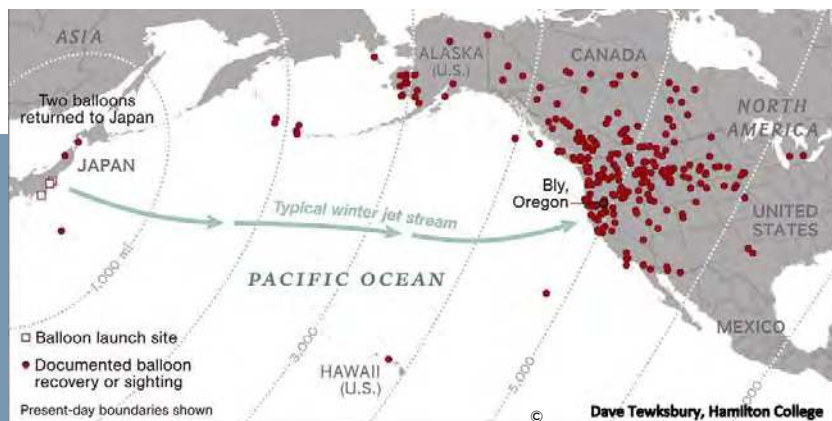 ASIA
ALASKA
(U.S.)
CANADA
Two balloons
returned to Japan
NORTH
AMERICA
JAPAN
Bly,
Oregon
Typical winter jet stream
UNITED
STATES
PACIFIC OCEAN
1,000 mi.
3,000
5,000
MEXICO
Balloon launch site
Documented balloon
recovery or sighting
HAWAII
(U.S.)
Present-day boundaries shown
©
Dave Tewksbury, Hamilton College